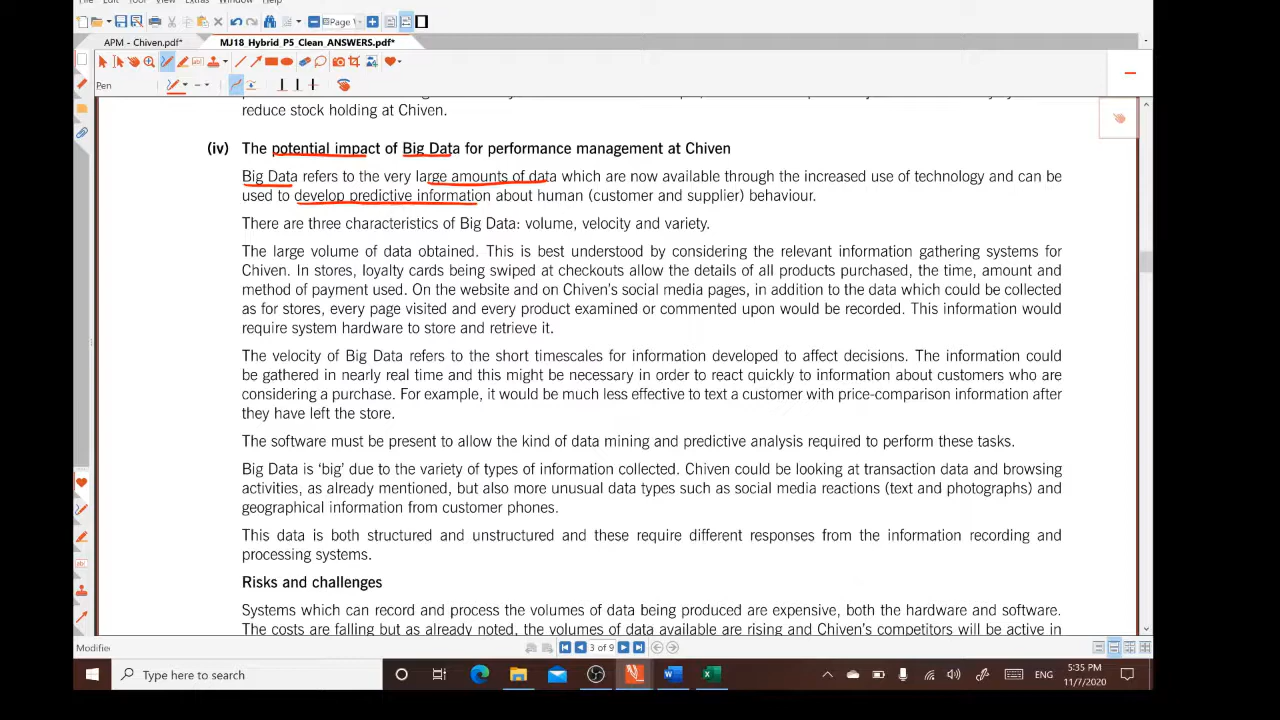 File Edit Tool View Extras Window Help
Page W
APM - Chiven.pdf*
MJ18_Hybrid_P5_Clean_ANSWERS.pdf*
Pen
reduce stock holding at Chiven.
(iv) The potential impact of Big Data for performance management at Chiven
Big Data refers to the very large amounts of data which are now available through the increased use of technology and can be
used to develop predictive information about human (customer and supplier) behaviour.
There are three characteristics of Big Data: volume, velocity and variety.
The large volume of data obtained. This is best understood by considering the relevant information gathering systems for
Chiven. In stores, loyalty cards being swiped at checkouts allow the details of all products purchased, the time, amount and
method of payment used. On the website and on Chiven's social media pages, in addition to the data which could be collected
as for stores, every page visited and every product examined or commented upon would be recorded. This information would
require system hardware to store and retrieve it.
The velocity of Big Data refers to the short timescales for information developed to affect decisions. The information could
be gathered in nearly real time and this might be necessary in order to react quickly to information about customers who are
considering a purchase. For example, it would be much less effective to text a customer with price-comparison information after
they have left the store.
The software must be present to allow the kind of data mining and predictive analysis required to perform these tasks.
Big Data is 'big' due to the variety of types of information collected. Chiven could be looking at transaction data and browsing
activities, as already mentioned, but also more unusual data types such as social media reactions (text and photographs) and
geographical information from customer phones.
This data is both structured and unstructured and these require different responses from the information recording and
processing systems.
Risks and challenges
Systems which can record and process the volumes of data being produced are expensive, both the hardware and software.
The costs are falling but as already noted, the volumes of data available are rising and Chiven's competitors will be active in
Modifie
3 of 9
Type here to search
ENG
5:35 PM
11/7/2020